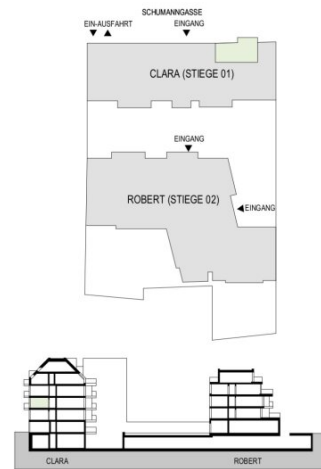 SCHUMANNGASSE
EIN-AUSFAHRT EINGANG
CLARA (STIEGE 01)
EINGANG
ROBERT (STIEGE 02)
EINGANG
CLARA ROBERT